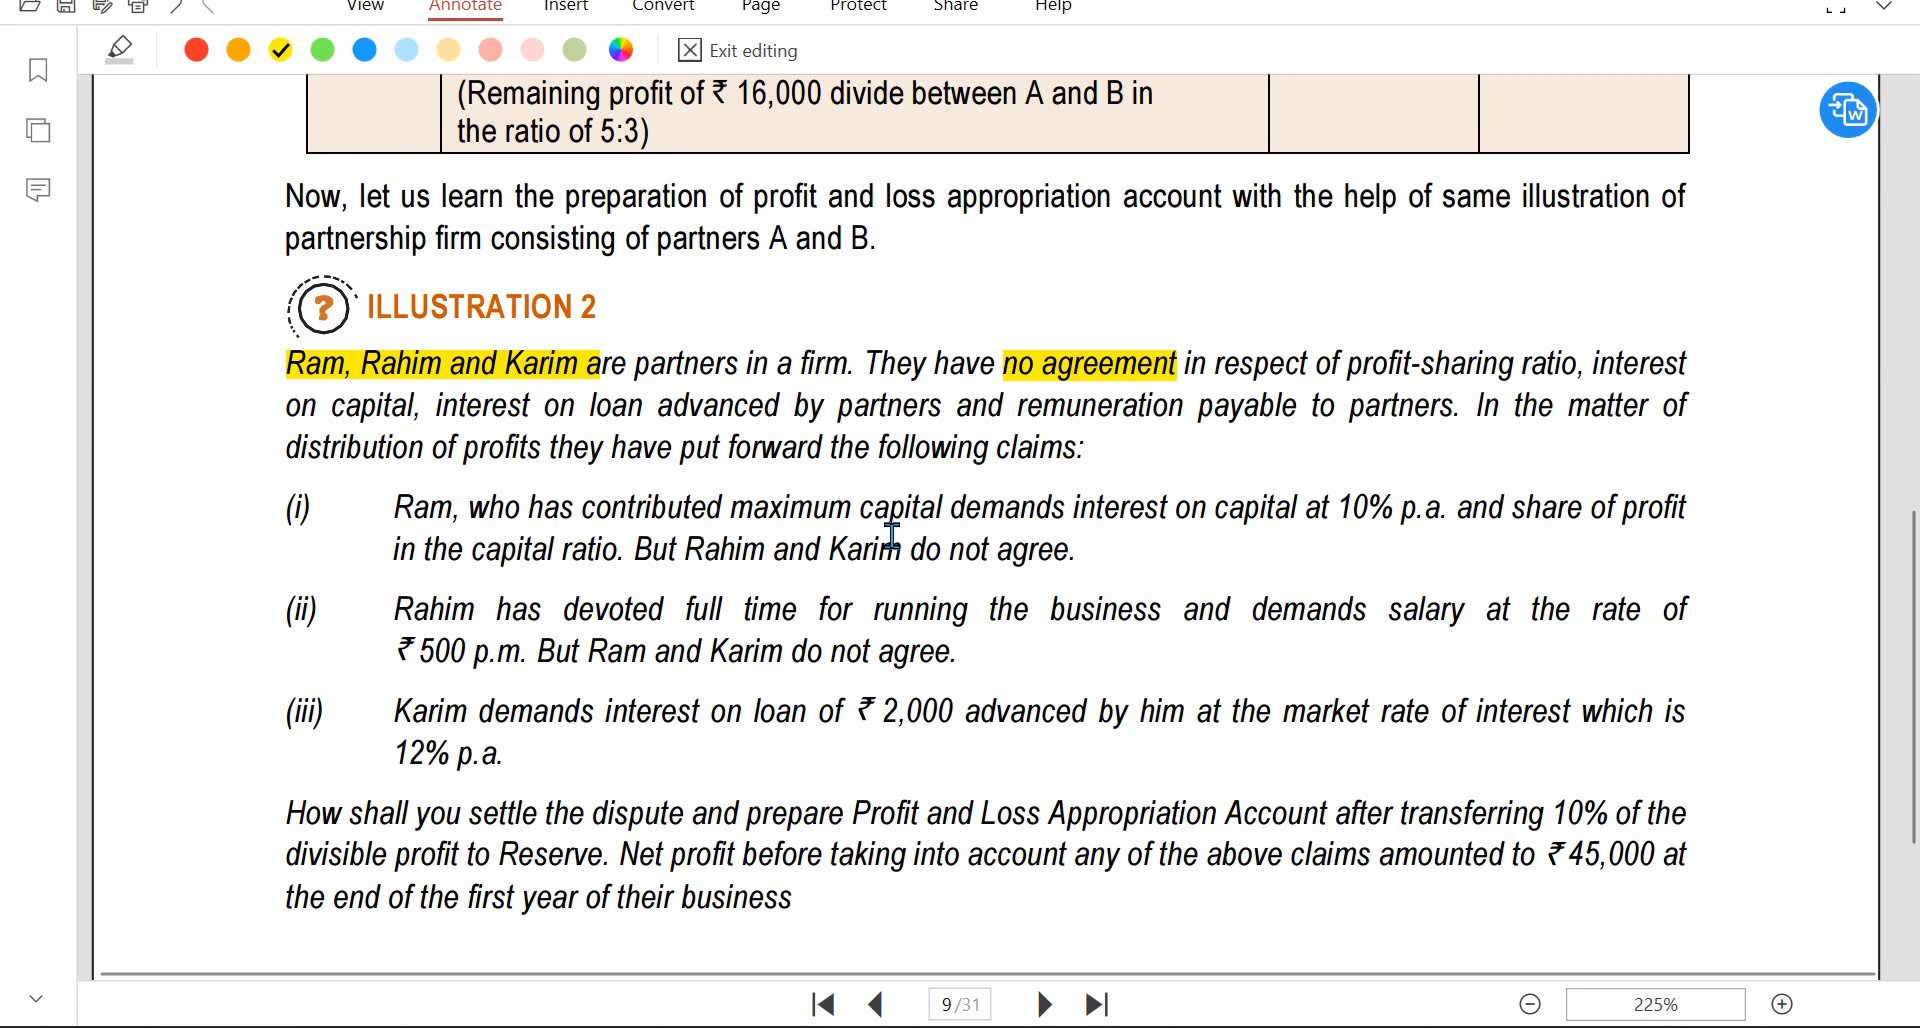 View Annotate Insert Convert Page Protect Share Help
Exit editing
(Remaining profit of ₹ 16,000 divide between A and B in
the ratio of 5:3)
Now, let us learn the preparation of profit and loss appropriation account with the help of same illustration of
partnership firm consisting of partners A and B.
? ILLUSTRATION 2
Ram, Rahim and Karim are partners in a firm. They have no agreement in respect of profit-sharing ratio, interest
on capital, interest on loan advanced by partners and remuneration payable to partners. In the matter of
distribution of profits they have put forward the following claims:
(i) Ram, who has contributed maximum capital demands interest on capital at 10% p.a. and share of profit
in the capital ratio. But Rahim and Karim do not agree.
(ii) Rahim has devoted full time for running the business and demands salary at the rate of
₹ 500 p.m. But Ram and Karim do not agree.
(iii) Karim demands interest on loan of ₹ 2,000 advanced by him at the market rate of interest which is
12% p.a.
How shall you settle the dispute and prepare Profit and Loss Appropriation Account after transferring 10% of the
divisible profit to Reserve. Net profit before taking into account any of the above claims amounted to ₹ 45,000 at
the end of the first year of their business
9 /31 225%